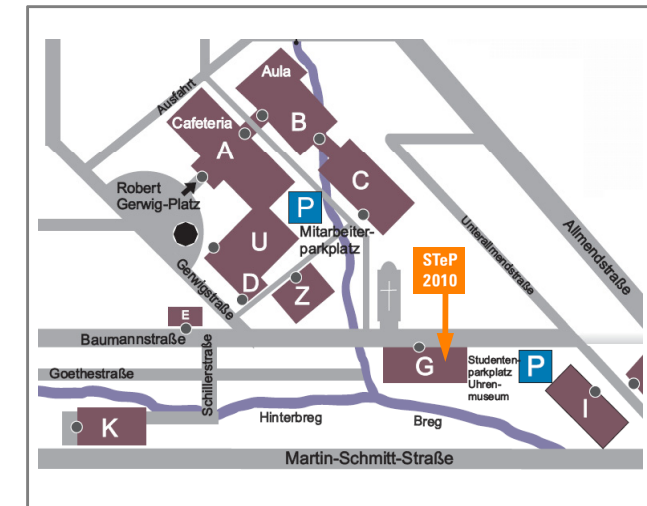 Aula
Ausfahrt
Cafeteria
B
A
C
Robert
Gerwig-Platz
P
Mitarbeiter-
parkplatz
U
D
Z
Gerwigstraße
Unterallmendstraße
Allmendstraße
STeP
2010
E
Baumannstraße
Schillerstraße
Goethestraße
G
Studenten-
parkplatz
Uhren-
museum
P
I
K
Hinterbreg
Breg
Martin-Schmitt-Straße